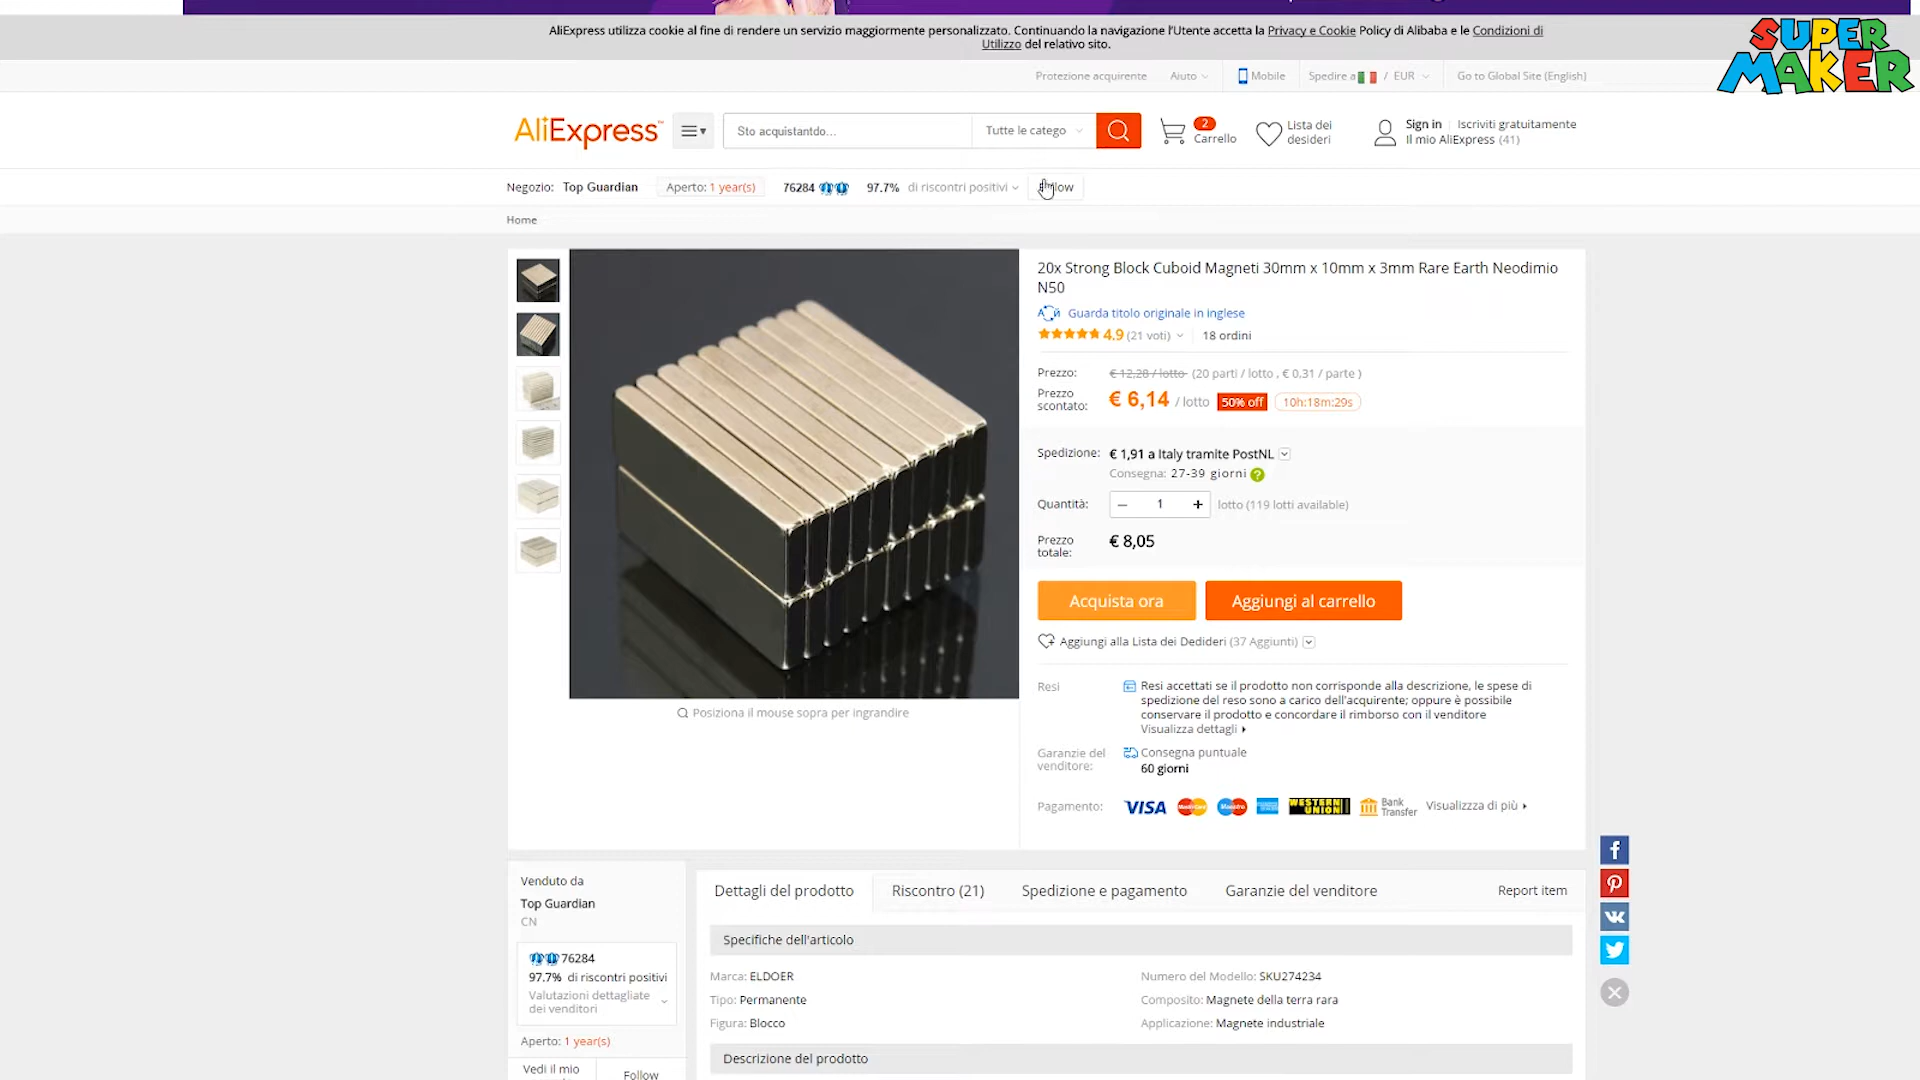 AliExpress utilizza cookie al fine di rendere un servizio maggiormente personalizzato. Continuando la navigazione l'Utente accetta la Privacy e Cookie Policy di Alibaba e le Condizioni di
Utilizzo del relativo sito.
SUPER
MAKER
Protezione acquirente Aiuto Mobile Spedire a / EUR Go to Global Site (English)
AliExpress™ Sto acquistantdo... Tutte le catego 2 Carrello
Lista dei
desideri
Sign in Iscriviti gratuitamente
Il mio AliExpress (41)
Negozio: Top Guardian Aperto: 1 year(s) 76284 97.7% di riscontri positivi
Home
20x Strong Block Cuboid Magneti 30mm x 10mm x 3mm Rare Earth Neodimio
N50
Guarda titolo originale in inglese
4.9 (21 voti) 18 ordini
Prezzo: € 12,28 / lotto (20 parti / lotto , € 0,31 / parte )
Prezzo
scontato:
€ 6,14 / lotto 50% off 10h:18m:29s
Spedizione: € 1,91 a Italy tramite PostNL
Consegna: 27-39 giorni
Quantità: – 1 + lotto (119 lotti available)
Prezzo
totale:
€ 8,05
Acquista ora Aggiungi al carrello
Aggiungi alla Lista dei Dedideri (37 Aggiunti)
Resi Resi accettati se il prodotto non corrisponde alla descrizione, le spese di
spedizione del reso sono a carico dell'acquirente; oppure è possibile
conservare il prodotto e concordare il rimborso con il venditore
Visualizza dettagli
Garanzie del
venditore:
Consegna puntuale
60 giorni
Pagamento: VISA MasterCard Maestro WESTERN UNION Bank Transfer Visualizzza di più
Posiziona il mouse sopra per ingrandire
Venduto da
Top Guardian
CN
76284
97.7% di riscontri positivi
Valutazioni dettagliate
dei venditori
Aperto: 1 year(s)
Vedi il mio
Follow
Dettagli del prodotto Riscontro (21) Spedizione e pagamento Garanzie del venditore Report item
Specifiche dell'articolo
Marca: ELDOER Numero del Modello: SKU274234
Tipo: Permanente Composito: Magnete della terra rara
Figura: Blocco Applicazione: Magnete industriale
Descrizione del prodotto